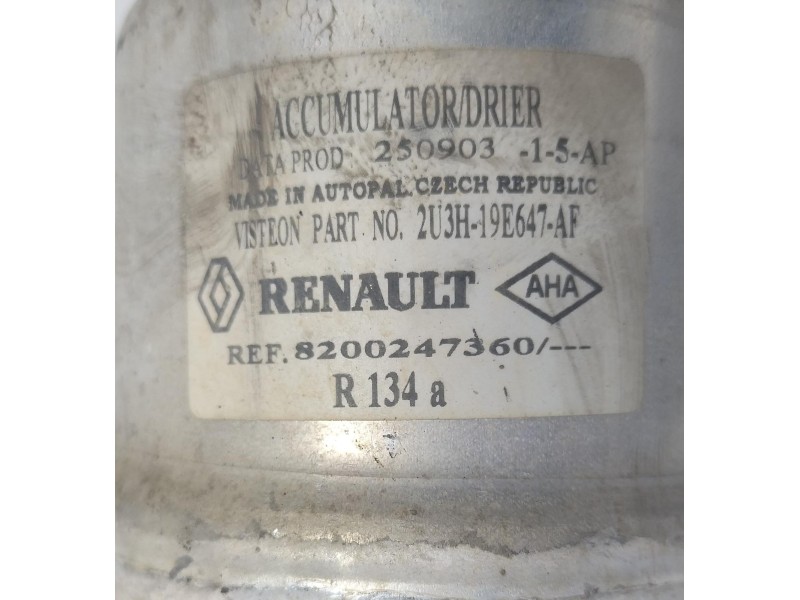 ACCUMULATOR/DRIER
DATA PROD: 250903 -1-5-AP
MADE IN AUTOPAL.CZECH REPUBLIC
VISTEON PART NO. 2U3H-19E647-AF
RENAULT AHA
REF.8200247360/---
R 134 a